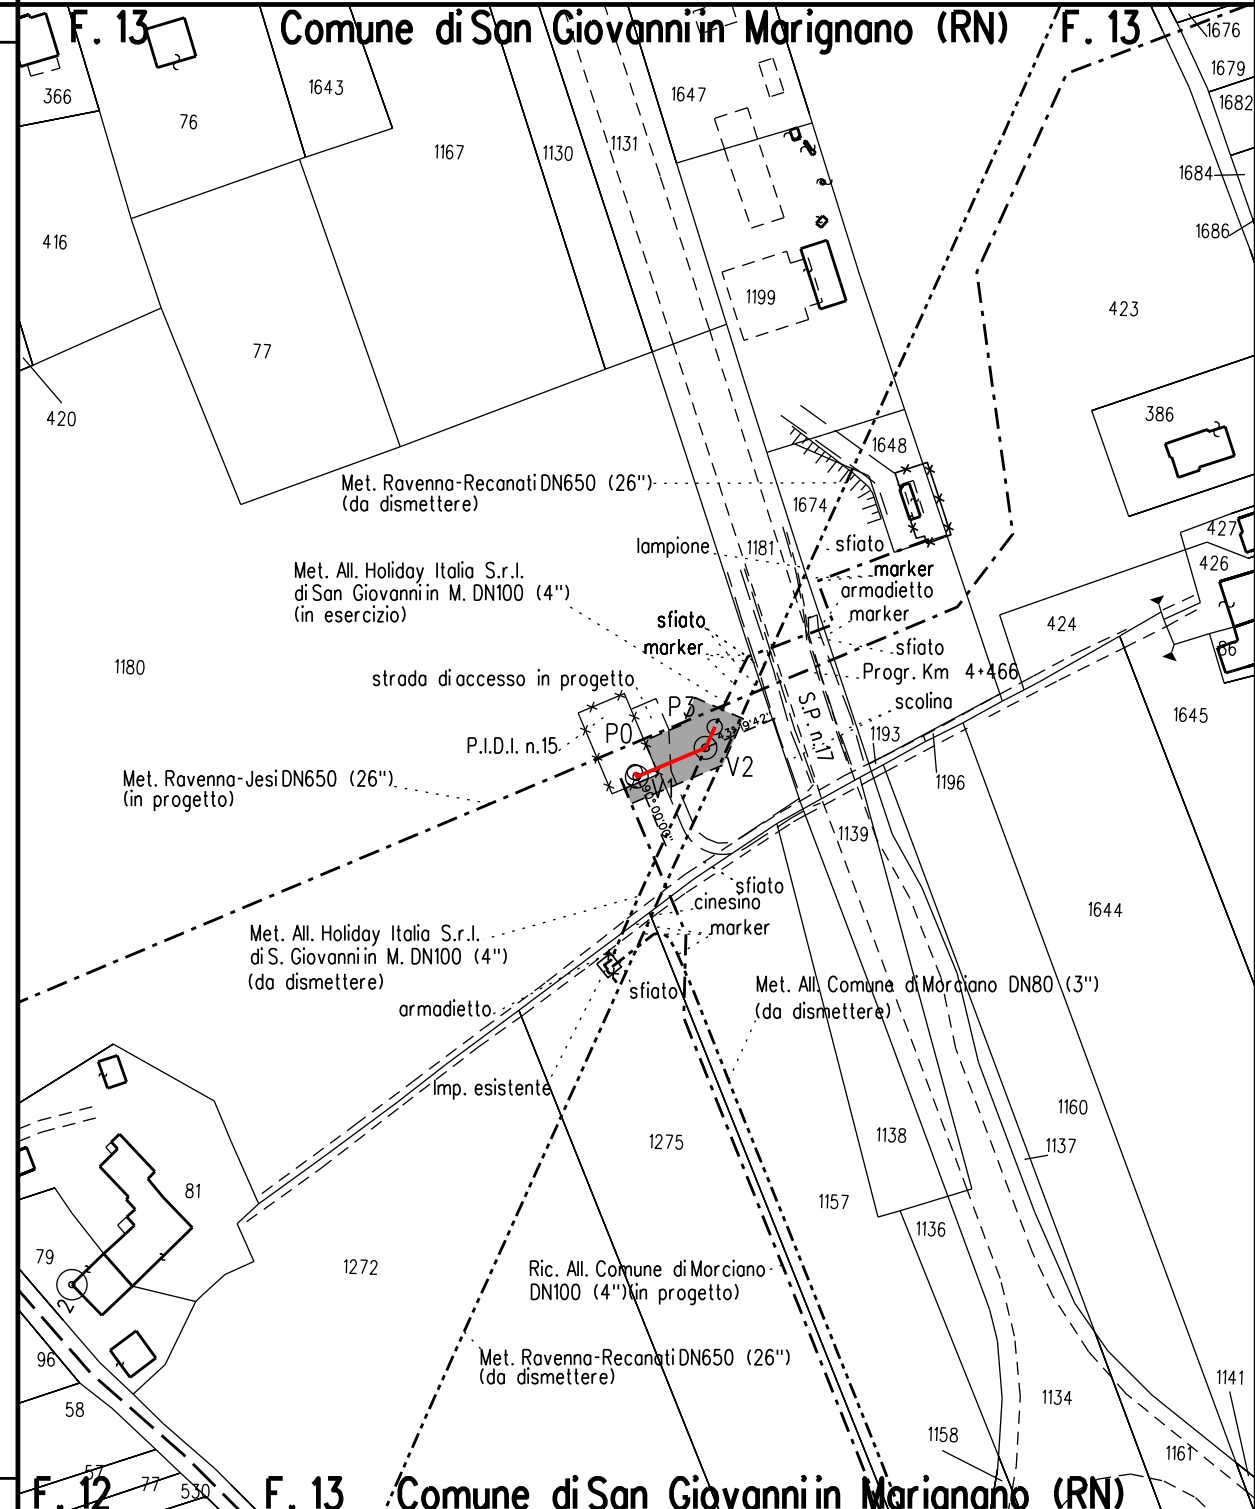 F. 13 Comune di San Giovanni in Marignano (RN) F. 13
1676
1679
1682
1684
1686
366
76
1643
1647
1167
1130
1131
416
1199
423
77
420
386
1648
Met. Ravenna-Recanati DN650 (26")
(da dismettere)
1674
427
426
lampione
1181
sfiato
marker
armadietto
marker
Met. All. Holiday Italia S.r.l.
di San Giovanni in M. DN100 (4")
(in esercizio)
sfiato
marker
424
86
1180
sfiato
Progr. Km 4+466
scolina
strada di accesso in progetto
P3
P0
43°19'42"
S.P. n.17
1645
1193
P.I.D.I. n.15
V2
V1
90°00'00"
1196
Met. Ravenna-Jesi DN650 (26")
(in progetto)
1139
sfiato
cinesino
marker
1644
Met. All. Holiday Italia S.r.l.
di S. Giovanni in M. DN100 (4")
(da dismettere)
sfiato
armadietto
Met. All. Comune di Morciano DN80 (3")
(da dismettere)
Imp. esistente
1160
1275
1138
1137
81
1157
1136
79
1272
2
Ric. All. Comune di Morciano
DN100 (4") (in progetto)
Met. Ravenna-Recanati DN650 (26")
(da dismettere)
96
58
1141
1134
1158
1161
57
77
530
F. 12 F. 13 Comune di San Giovanni in Marignano (RN)